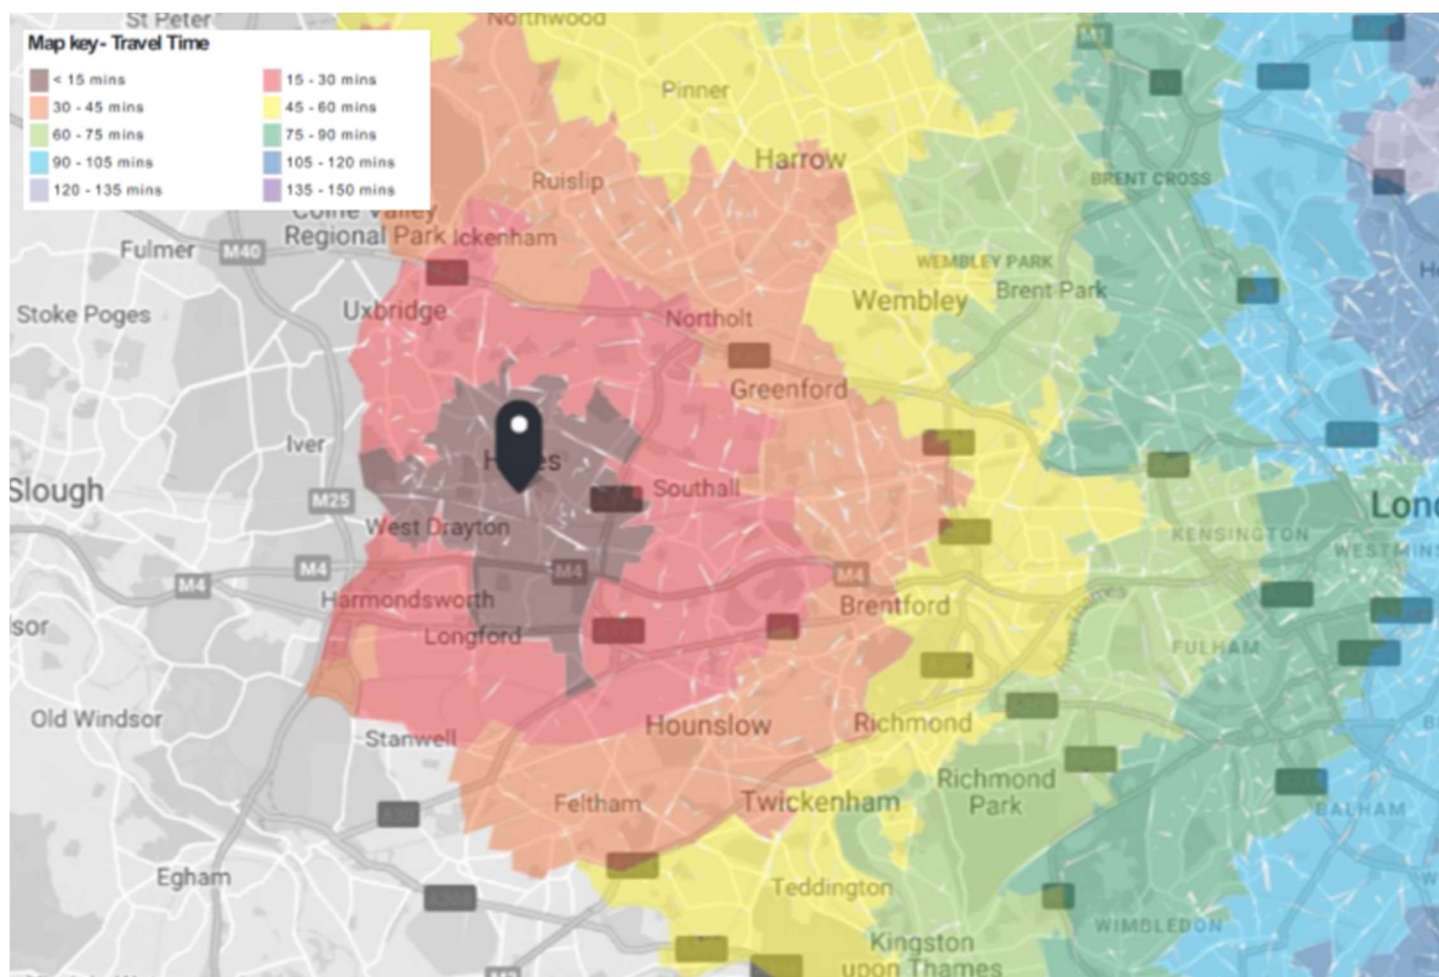 St Peter
Northwood
Map key - Travel Time
< 15 mins
15 - 30 mins
30 - 45 mins
45 - 60 mins
60 - 75 mins
75 - 90 mins
90 - 105 mins
105 - 120 mins
120 - 135 mins
135 - 150 mins
M1
Pinner
Harrow
Ruislip
BRENT CROSS
Colne Valley
Regional Park
Ickenham
Fulmer
M40
WEMBLEY PARK
Wembley
Brent Park
Stoke Poges
Uxbridge
Northolt
Greenford
Iver
Slough
M25
Southall
West Drayton
KENSINGTON
M4
M4
M4
M4
Harmondsworth
Brentford
Longford
FULHAM
Old Windsor
Stanwell
Hounslow
Richmond
Richmond
Park
Feltham
Twickenham
BALHAM
Egham
Teddington
WIMBLEDON
Kingston
upon Thames